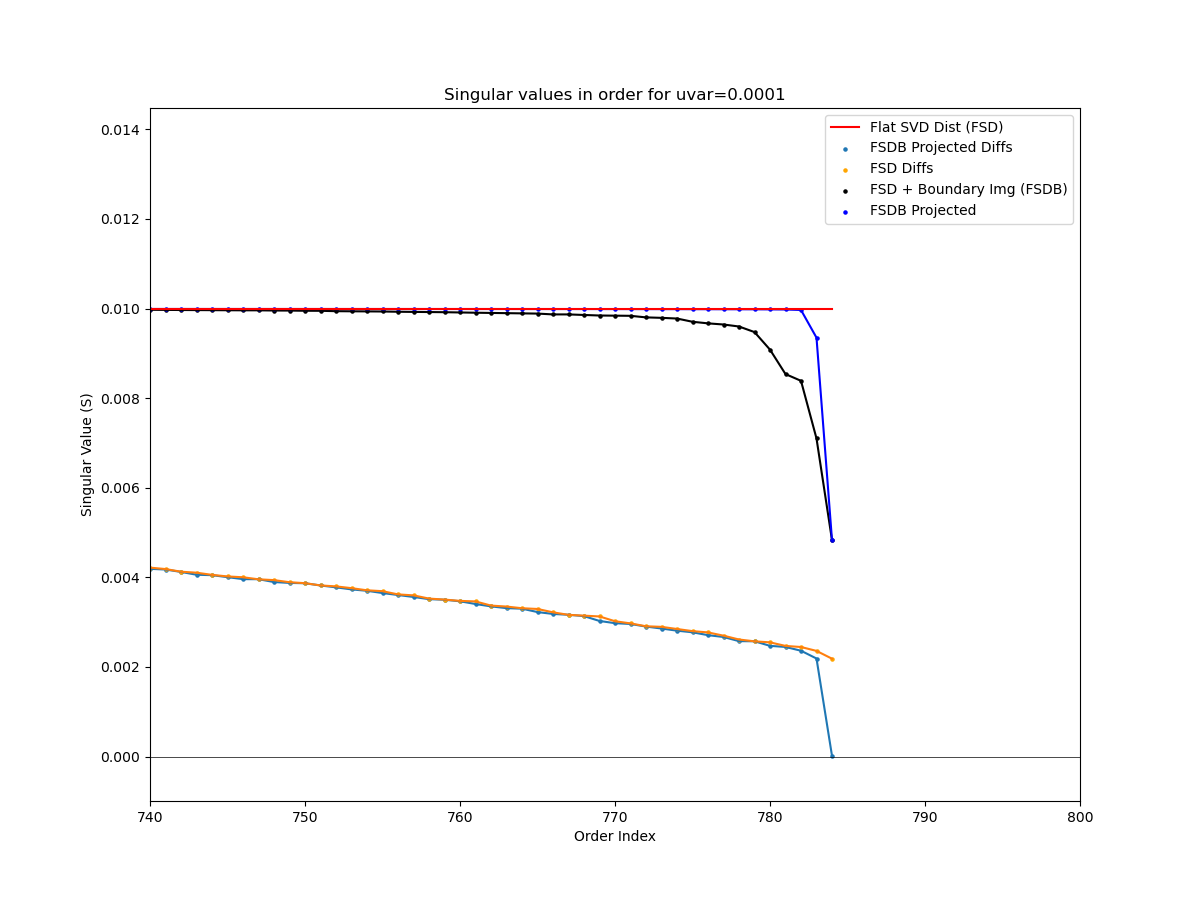 Singular values in order for uvar=0.0001
Flat SVD Dist (FSD)
FSDB Projected Diffs
FSD Diffs
FSD + Boundary Img (FSDB)
FSDB Projected
Singular Value (S)
0.014
0.012
0.010
0.008
0.006
0.004
0.002
0.000
740 750 760 770 780 790 800
Order Index